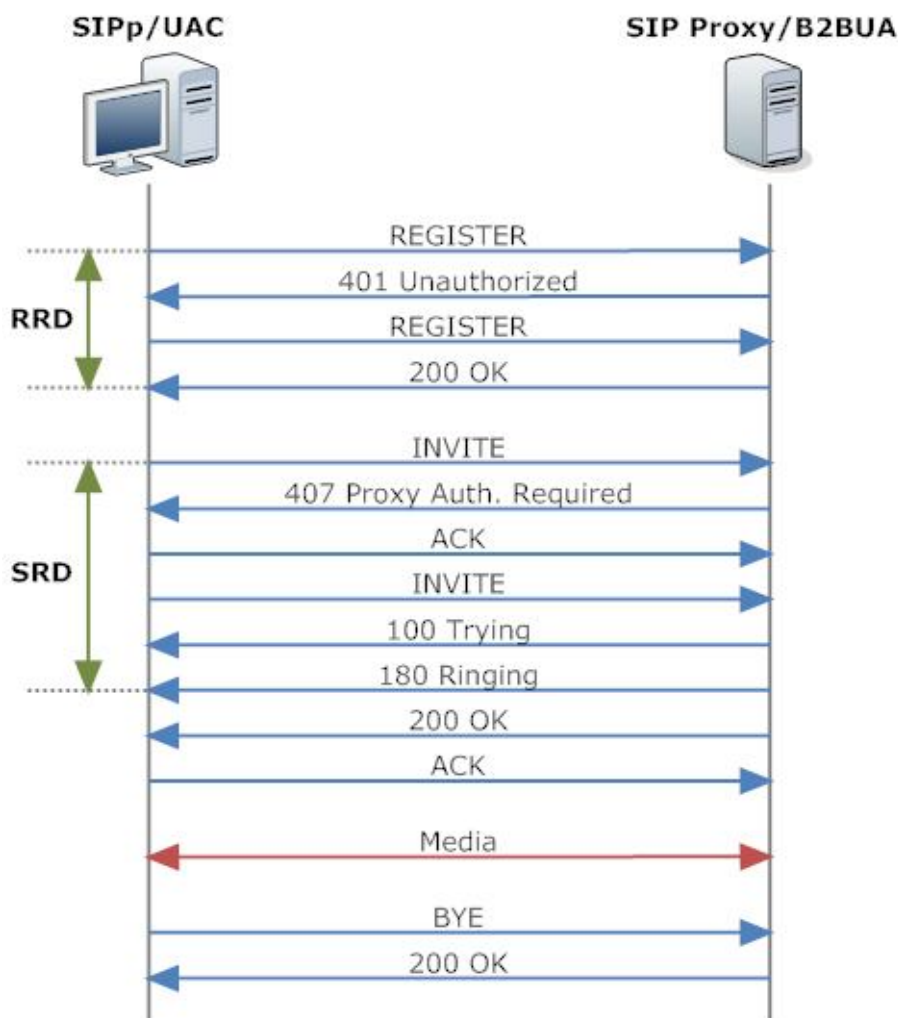 SIPp/UAC
SIP Proxy/B2BUA
REGISTER
401 Unauthorized
RRD
REGISTER
200 OK
INVITE
407 Proxy Auth. Required
ACK
SRD
INVITE
100 Trying
180 Ringing
200 OK
ACK
Media
BYE
200 OK